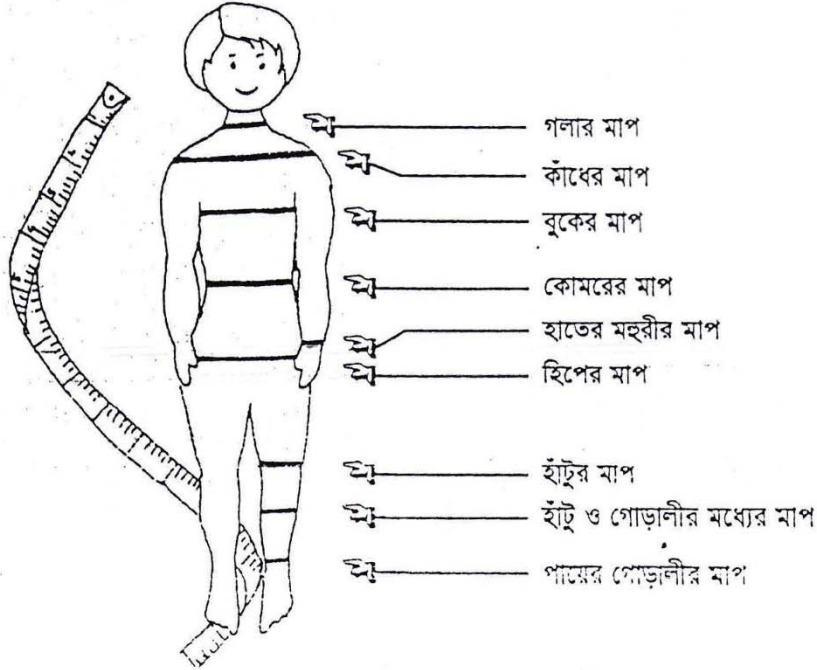 গলার মাপ
কাঁধের মাপ
বুকের মাপ
কোমরের মাপ
হাতের মহুরীর মাপ
হিপের মাপ
হাঁটুর মাপ
হাঁটু ও গোড়ালীর মধ্যের মাপ
পায়ের গোড়ালীর মাপ